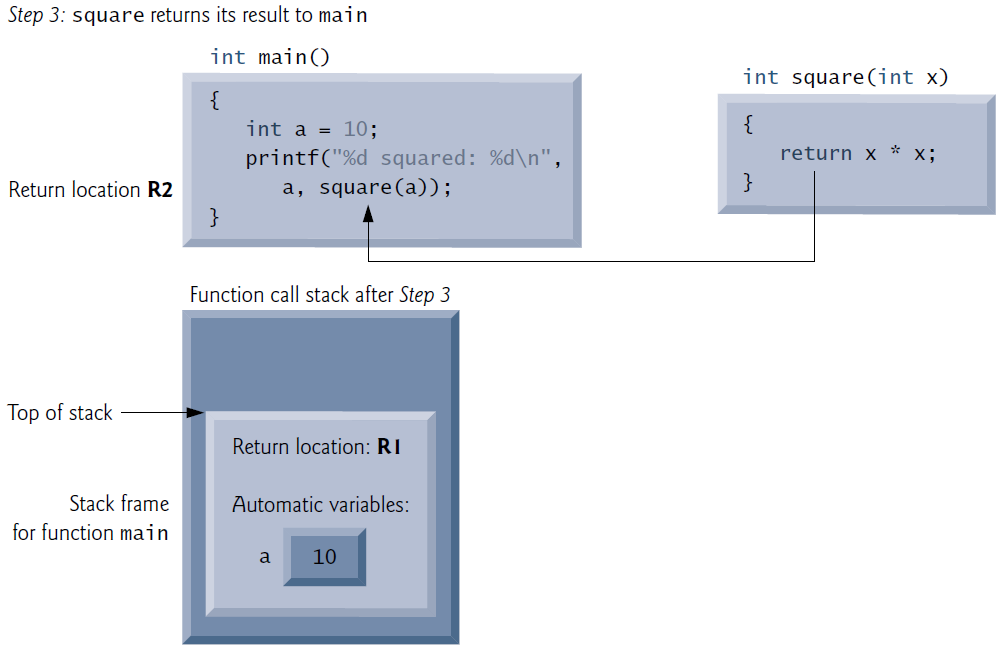 Step 3: square returns its result to main
int main()
{
int a = 10;
printf("%d squared: %d\n",
a, square(a));
}
Return location R2
int square(int x)
{
return x * x;
}
Function call stack after Step 3
Top of stack
Return location: R1
Automatic variables:
a 10
Stack frame
for function main